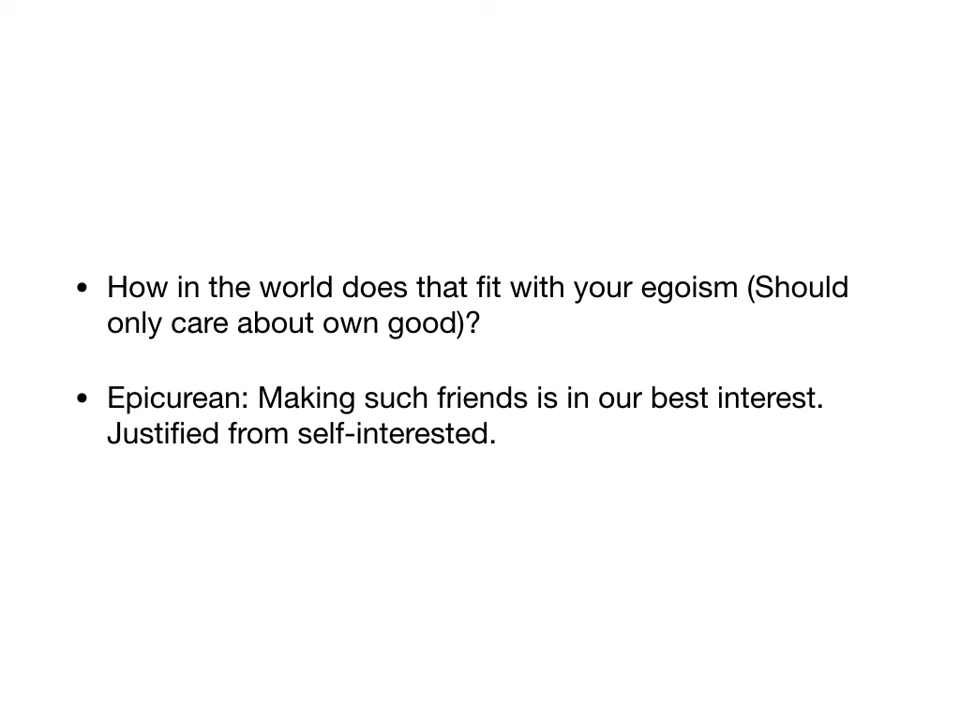 • How in the world does that fit with your egoism (Should
only care about own good)?
• Epicurean: Making such friends is in our best interest.
Justified from self-interested.